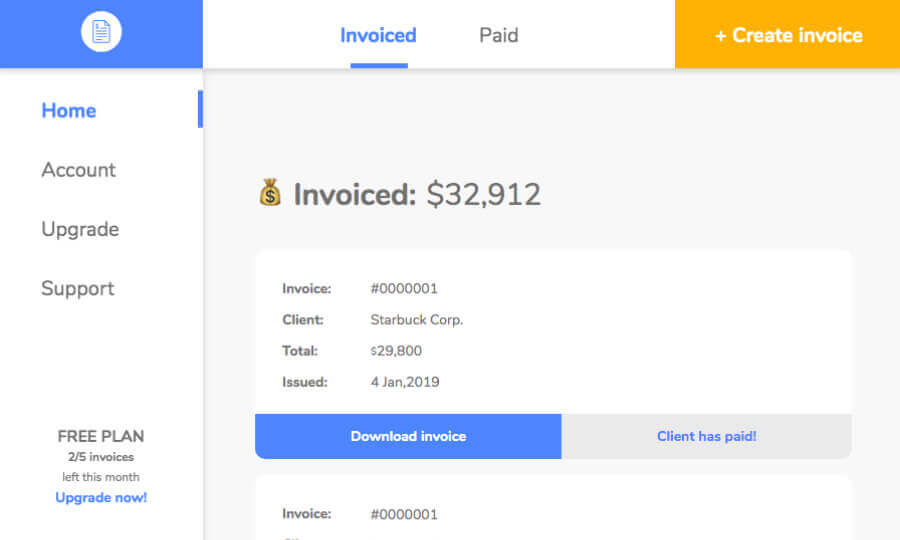 Invoiced Paid + Create invoice
Home
Account
Upgrade
Support
FREE PLAN
2/5 invoices
left this month
Upgrade now!
Invoiced: $32,912
Invoice: #0000001
Client: Starbuck Corp.
Total: $29,800
Issued: 4 Jan,2019
Download invoice Client has paid!
Invoice: #0000001